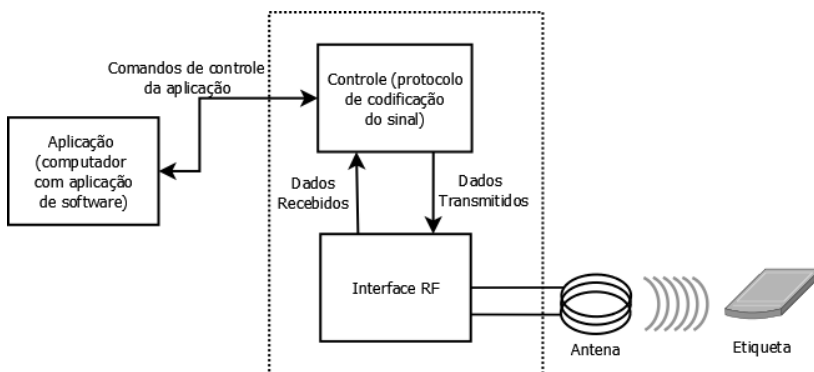 Comandos de controle
da aplicação
Controle (protocolo
de codificação
do sinal)
Aplicação
(computador
com aplicação
de software)
Dados
Recebidos
Dados
Transmitidos
Interface RF
Antena
Etiqueta